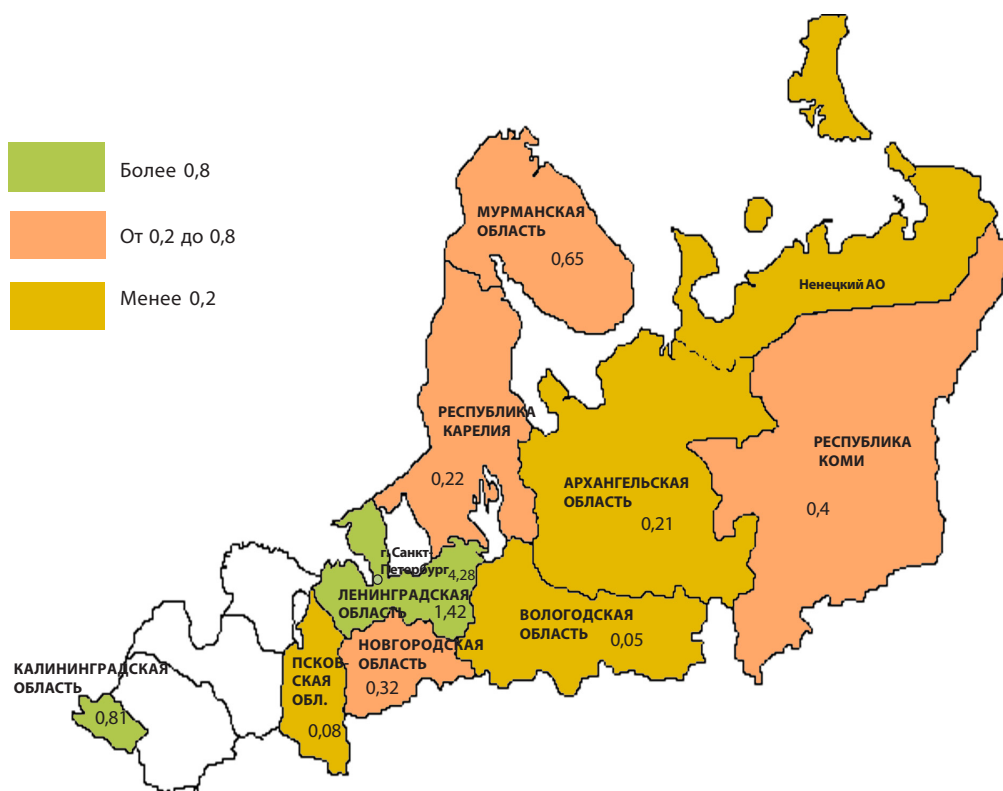 Более 0,8
От 0,2 до 0,8
Менее 0,2
МУРМАНСКАЯ
ОБЛАСТЬ
0,65
Ненецкий АО
РЕСПУБЛИКА
КАРЕЛИЯ
0,22
РЕСПУБЛИКА
КОМИ
0,4
АРХАНГЕЛЬСКАЯ
ОБЛАСТЬ
0,21
г. Санкт-
Петербург
4,28
ЛЕНИНГРАДСКАЯ
ОБЛАСТЬ
1,42
ВОЛОГОДСКАЯ
ОБЛАСТЬ
0,05
НОВГОРОДСКАЯ
ОБЛАСТЬ
0,32
ПСКОВ-
СКАЯ
ОБЛ.
0,08
КАЛИНИНГРАДСКАЯ
ОБЛАСТЬ
0,81